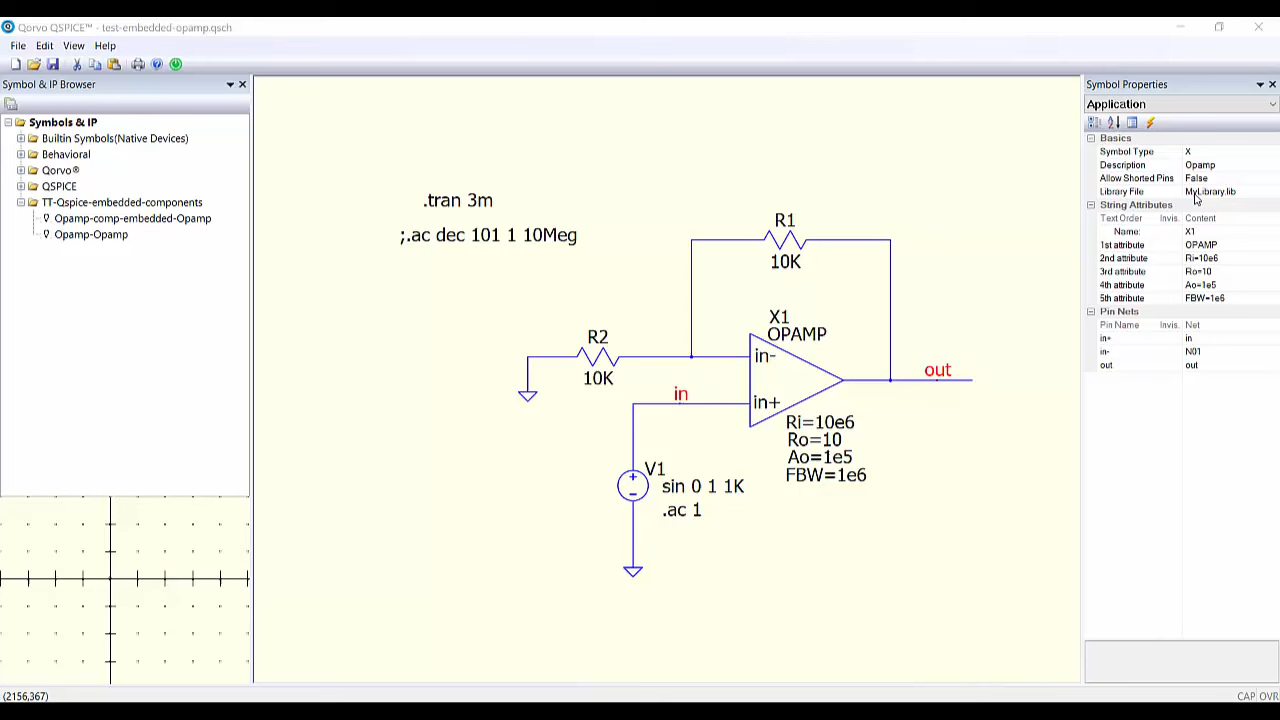 Qorvo QSPICE™ - test-embedded-opamp.qsch
File Edit View Help
Symbol & IP Browser
Symbols & IP
Builtin Symbols(Native Devices)
Behavioral
Qorvo®
QSPICE
TT-Qspice-embedded-components
Opamp-comp-embedded-Opamp
Opamp-Opamp
.tran 3m
;.ac dec 101 1 10Meg
R1
10K
X1
OPAMP
R2
10K
in-
out
in
in+
Ri=10e6
Ro=10
Ao=1e5
FBW=1e6
V1
sin 0 1 1K
.ac 1
Symbol Properties
Application
Basics
Symbol Type X
Description Opamp
Allow Shorted Pins False
Library File MyLibrary.lib
String Attributes
Text Order Invis. Content
Name: X1
1st attribute OPAMP
2nd attribute Ri=10e6
3rd attribute Ro=10
4th attribute Ao=1e5
5th attribute FBW=1e6
Pin Nets
Pin Name Invis. Net
in+ in
in- N01
out out
(2156,367)
CAP OVR